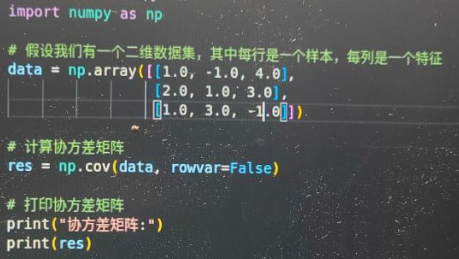 import numpy as np
# 假设我们有一个二维数据集，其中每行是一个样本，每列是一个特征
data = np.array([[1.0, -1.0, 4.0],
[2.0, 1.0, 3.0],
[1.0, 3.0, -1.0]])
# 计算协方差矩阵
res = np.cov(data, rowvar=False)
# 打印协方差矩阵
print("协方差矩阵:")
print(res)